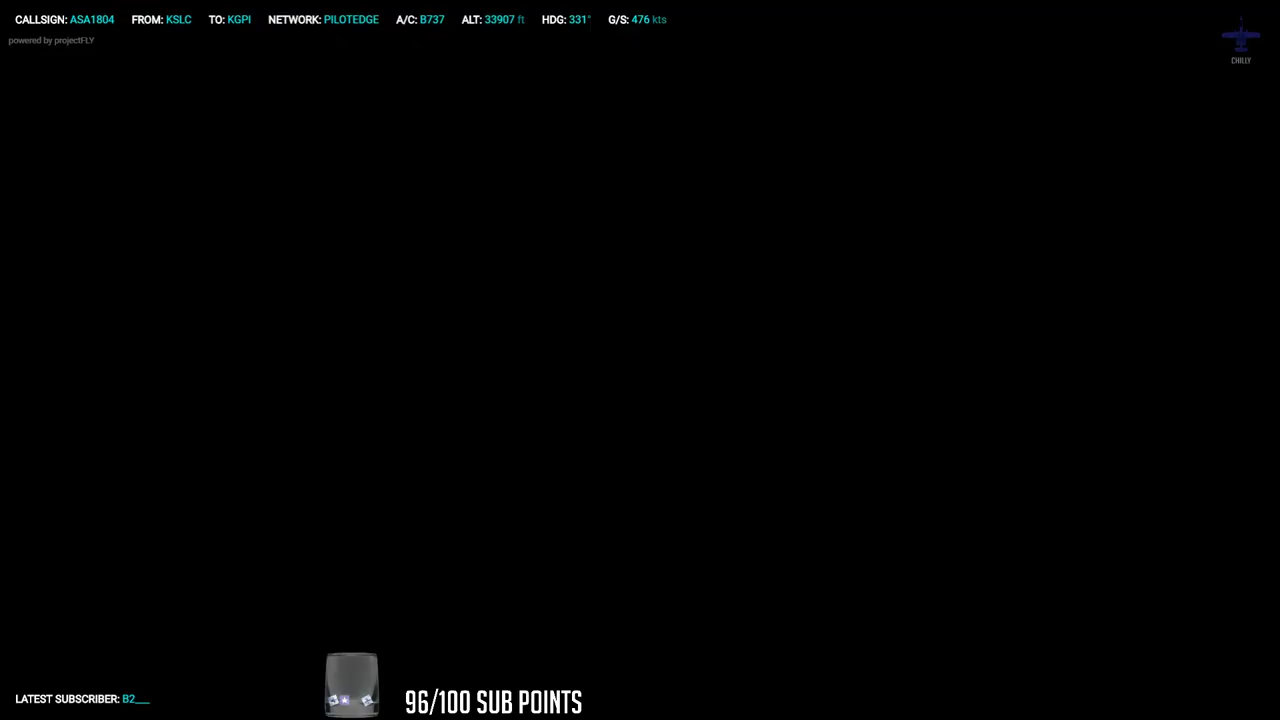 CALLSIGN: ASA1804 FROM: KSLC TO: KGPI NETWORK: PILOTEDGE A/C: B737 ALT: 33907 ft HDG: 331° G/S: 476 kts
powered by projectFLY
CHILLY
LATEST SUBSCRIBER: B2___
96/100 SUB POINTS